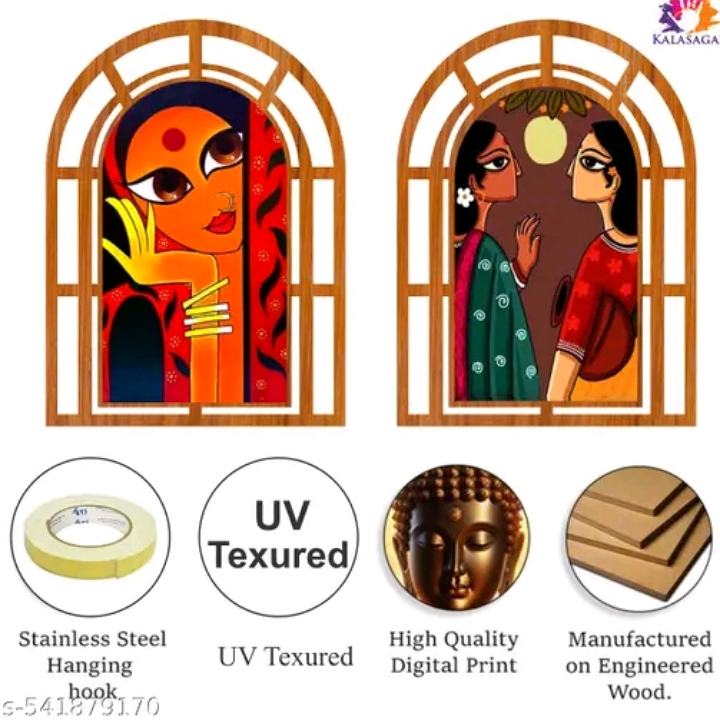 KALASAGA
UV
Texured
Stainless Steel
Hanging
hook
UV Texured
High Quality
Digital Print
Manufactured
on Engineered
Wood.
s-541879170